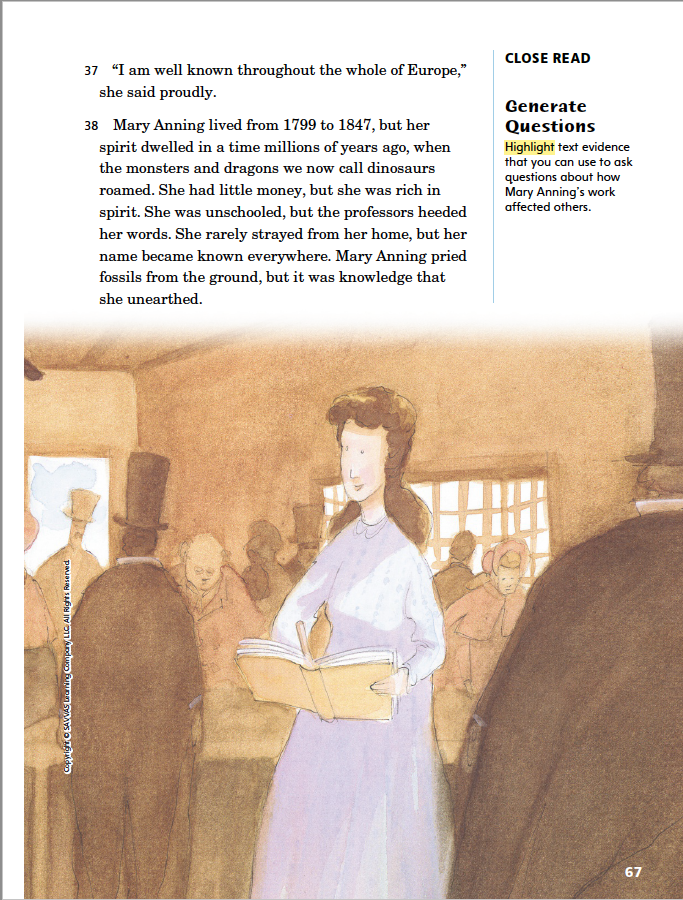 37 “I am well known throughout the whole of Europe,”
she said proudly.
38 Mary Anning lived from 1799 to 1847, but her
spirit dwelled in a time millions of years ago, when
the monsters and dragons we now call dinosaurs
roamed. She had little money, but she was rich in
spirit. She was unschooled, but the professors heeded
her words. She rarely strayed from her home, but her
name became known everywhere. Mary Anning pried
fossils from the ground, but it was knowledge that
she unearthed.
CLOSE READ
Generate
Questions
Highlight text evidence
that you can use to ask
questions about how
Mary Anning’s work
affected others.
Copyright © SAVVAS Learning Company LLC. All Rights Reserved.
67